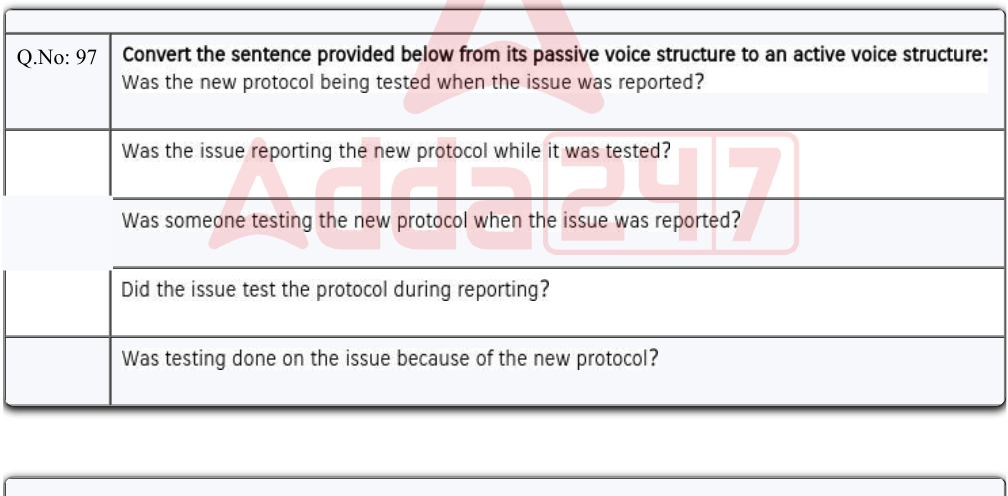 Q.No: 97
Convert the sentence provided below from its passive voice structure to an active voice structure:
Was the new protocol being tested when the issue was reported?
Was the issue reporting the new protocol while it was tested?
Was someone testing the new protocol when the issue was reported?
Did the issue test the protocol during reporting?
Was testing done on the issue because of the new protocol?
Adda247